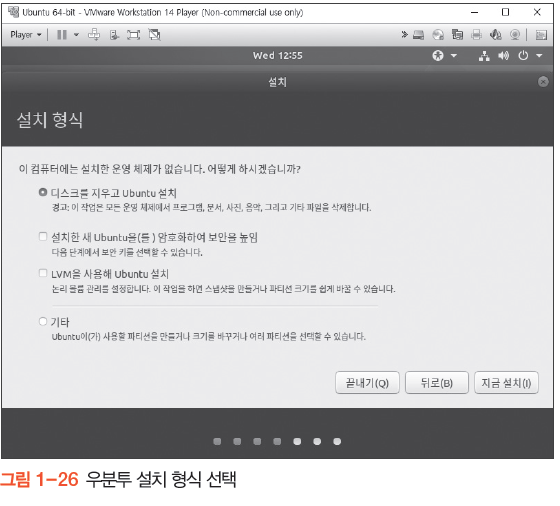 Ubuntu 64-bit - VMware Workstation 14 Player (Non-commercial use only)
Player
Wed 12:55
설치
설치 형식
이 컴퓨터에는 설치한 운영 체제가 없습니다. 어떻게 하시겠습니까?
디스크를 지우고 Ubuntu 설치
경고: 이 작업은 모든 운영 체제에서 프로그램, 문서, 사진, 음악, 그리고 기타 파일을 삭제합니다.
설치한 새 Ubuntu을(를) 암호화하여 보안을 높임
다음 단계에서 보안 키를 선택할 수 있습니다.
LVM을 사용해 Ubuntu 설치
논리 볼륨 관리를 설정합니다. 이 작업을 하면 스냅샷을 만들거나 파티션 크기를 쉽게 바꿀 수 있습니다.
기타
Ubuntu이(가) 사용할 파티션을 만들거나 크기를 바꾸거나 여러 파티션을 선택할 수 있습니다.
끝내기(Q) 뒤로(B) 지금 설치(I)
그림 1-26 우분투 설치 형식 선택